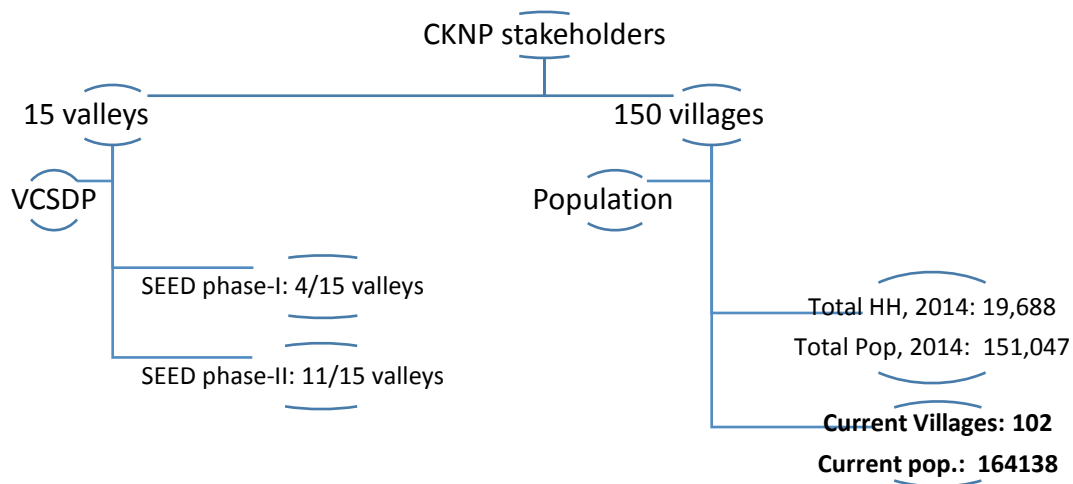 CKNP stakeholders
15 valleys
150 villages
VCSDP
Population
SEED phase-I: 4/15 valleys
SEED phase-II: 11/15 valleys
Total HH, 2014: 19,688
Total Pop, 2014: 151,047
Current Villages: 102
Current pop.: 164138